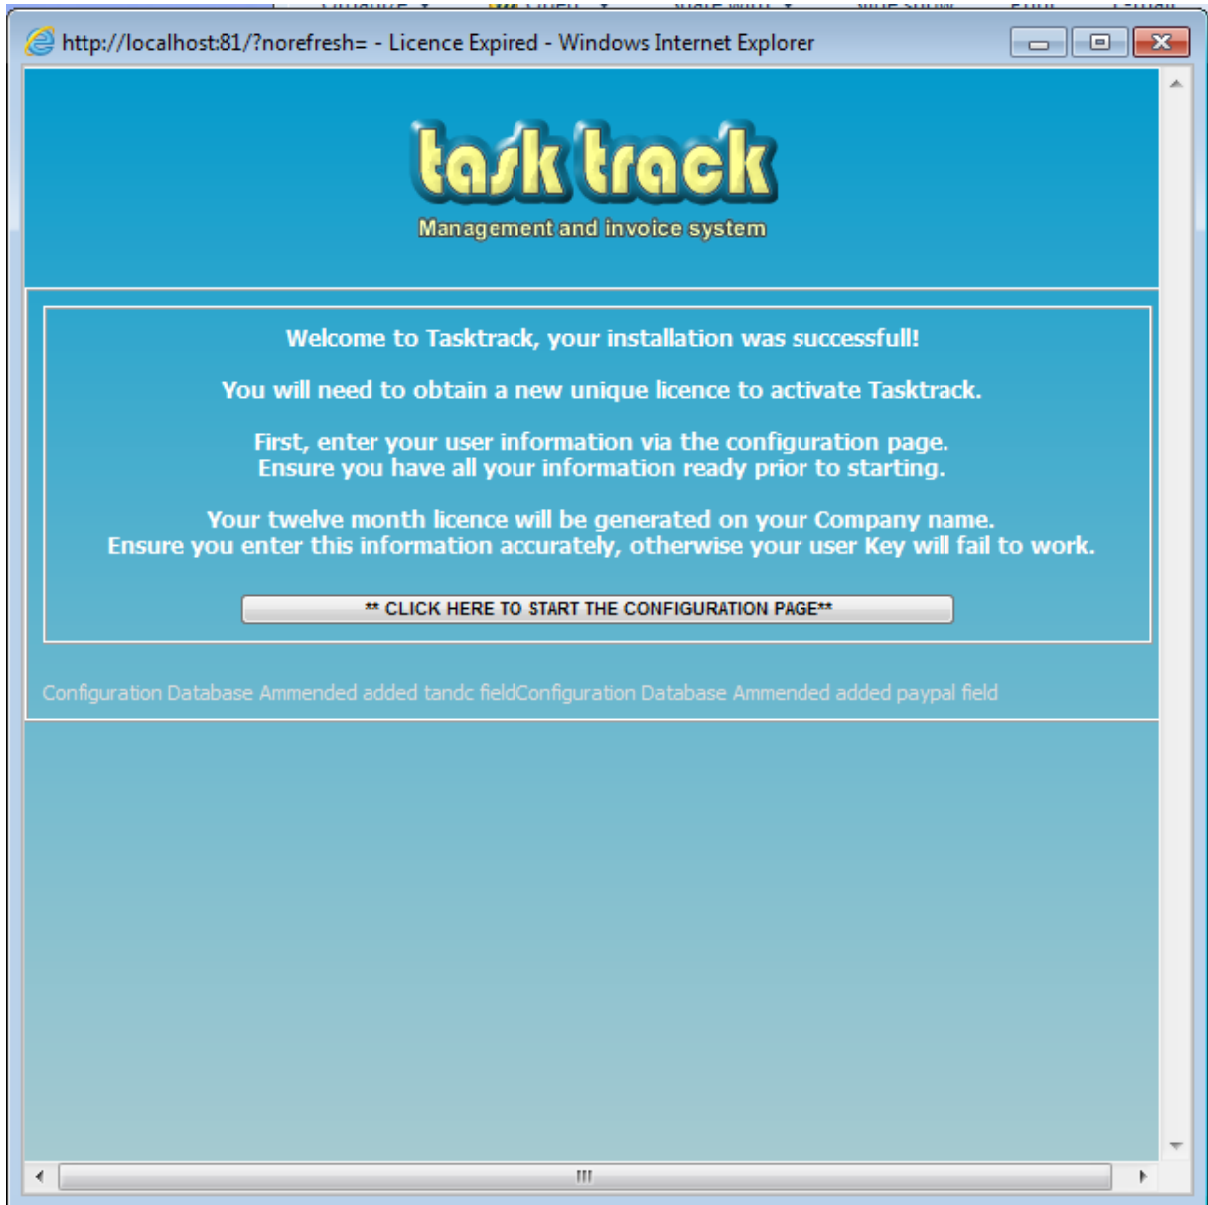 http://localhost:81/?norefresh= - Licence Expired - Windows Internet Explorer
task track
Management and invoice system
Welcome to Tasktrack, your installation was successfull!
You will need to obtain a new unique licence to activate Tasktrack.
First, enter your user information via the configuration page.
Ensure you have all your information ready prior to starting.
Your twelve month licence will be generated on your Company name.
Ensure you enter this information accurately, otherwise your user Key will fail to work.
** CLICK HERE TO START THE CONFIGURATION PAGE**
Configuration Database Ammended added tandc fieldConfiguration Database Ammended added paypal field